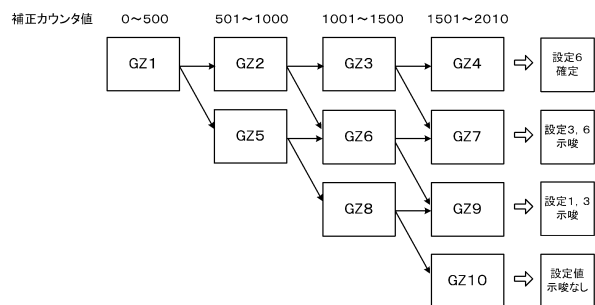 補正カウンタ値 0～500 501～1000 1001～1500 1501～2010
GZ1 GZ2 GZ3 GZ4 設定6
確定
GZ5 GZ6 GZ7 設定3, 6
示唆
GZ8 GZ9 設定1, 3
示唆
GZ10 設定値
示唆なし